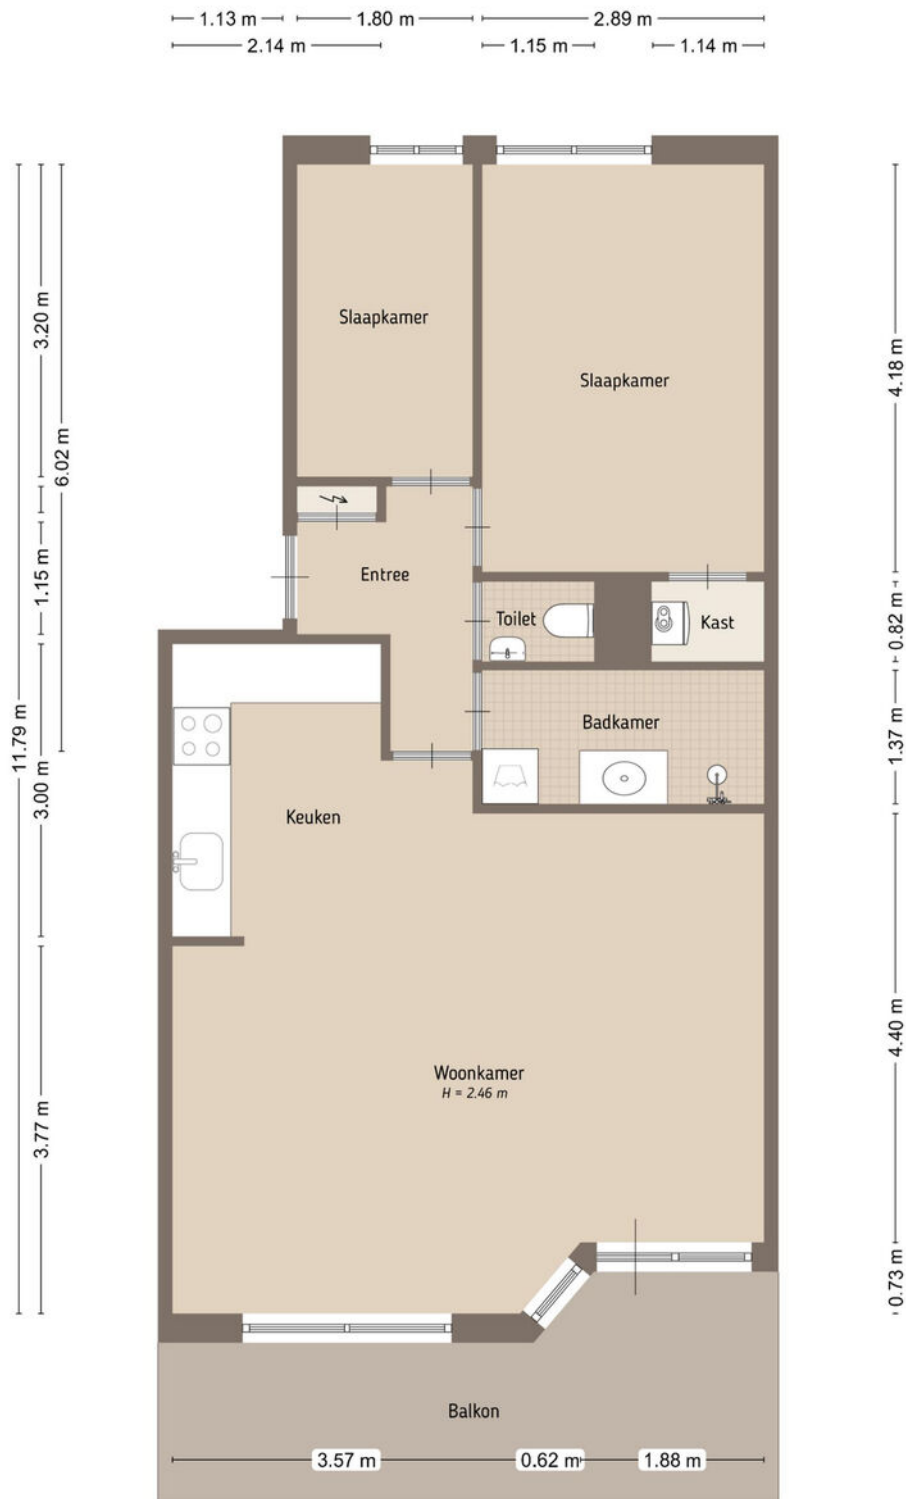 1.13 m
1.80 m
2.89 m
2.14 m
1.15 m
1.14 m
11.79 m
3.20 m
6.02 m
1.15 m
3.00 m
3.77 m
4.18 m
0.82 m
1.37 m
4.40 m
0.73 m
Slaapkamer
Slaapkamer
Entree
Toilet
Kast
Badkamer
Keuken
Woonkamer
H = 2.46 m
Balkon
3.57 m
0.62 m
1.88 m